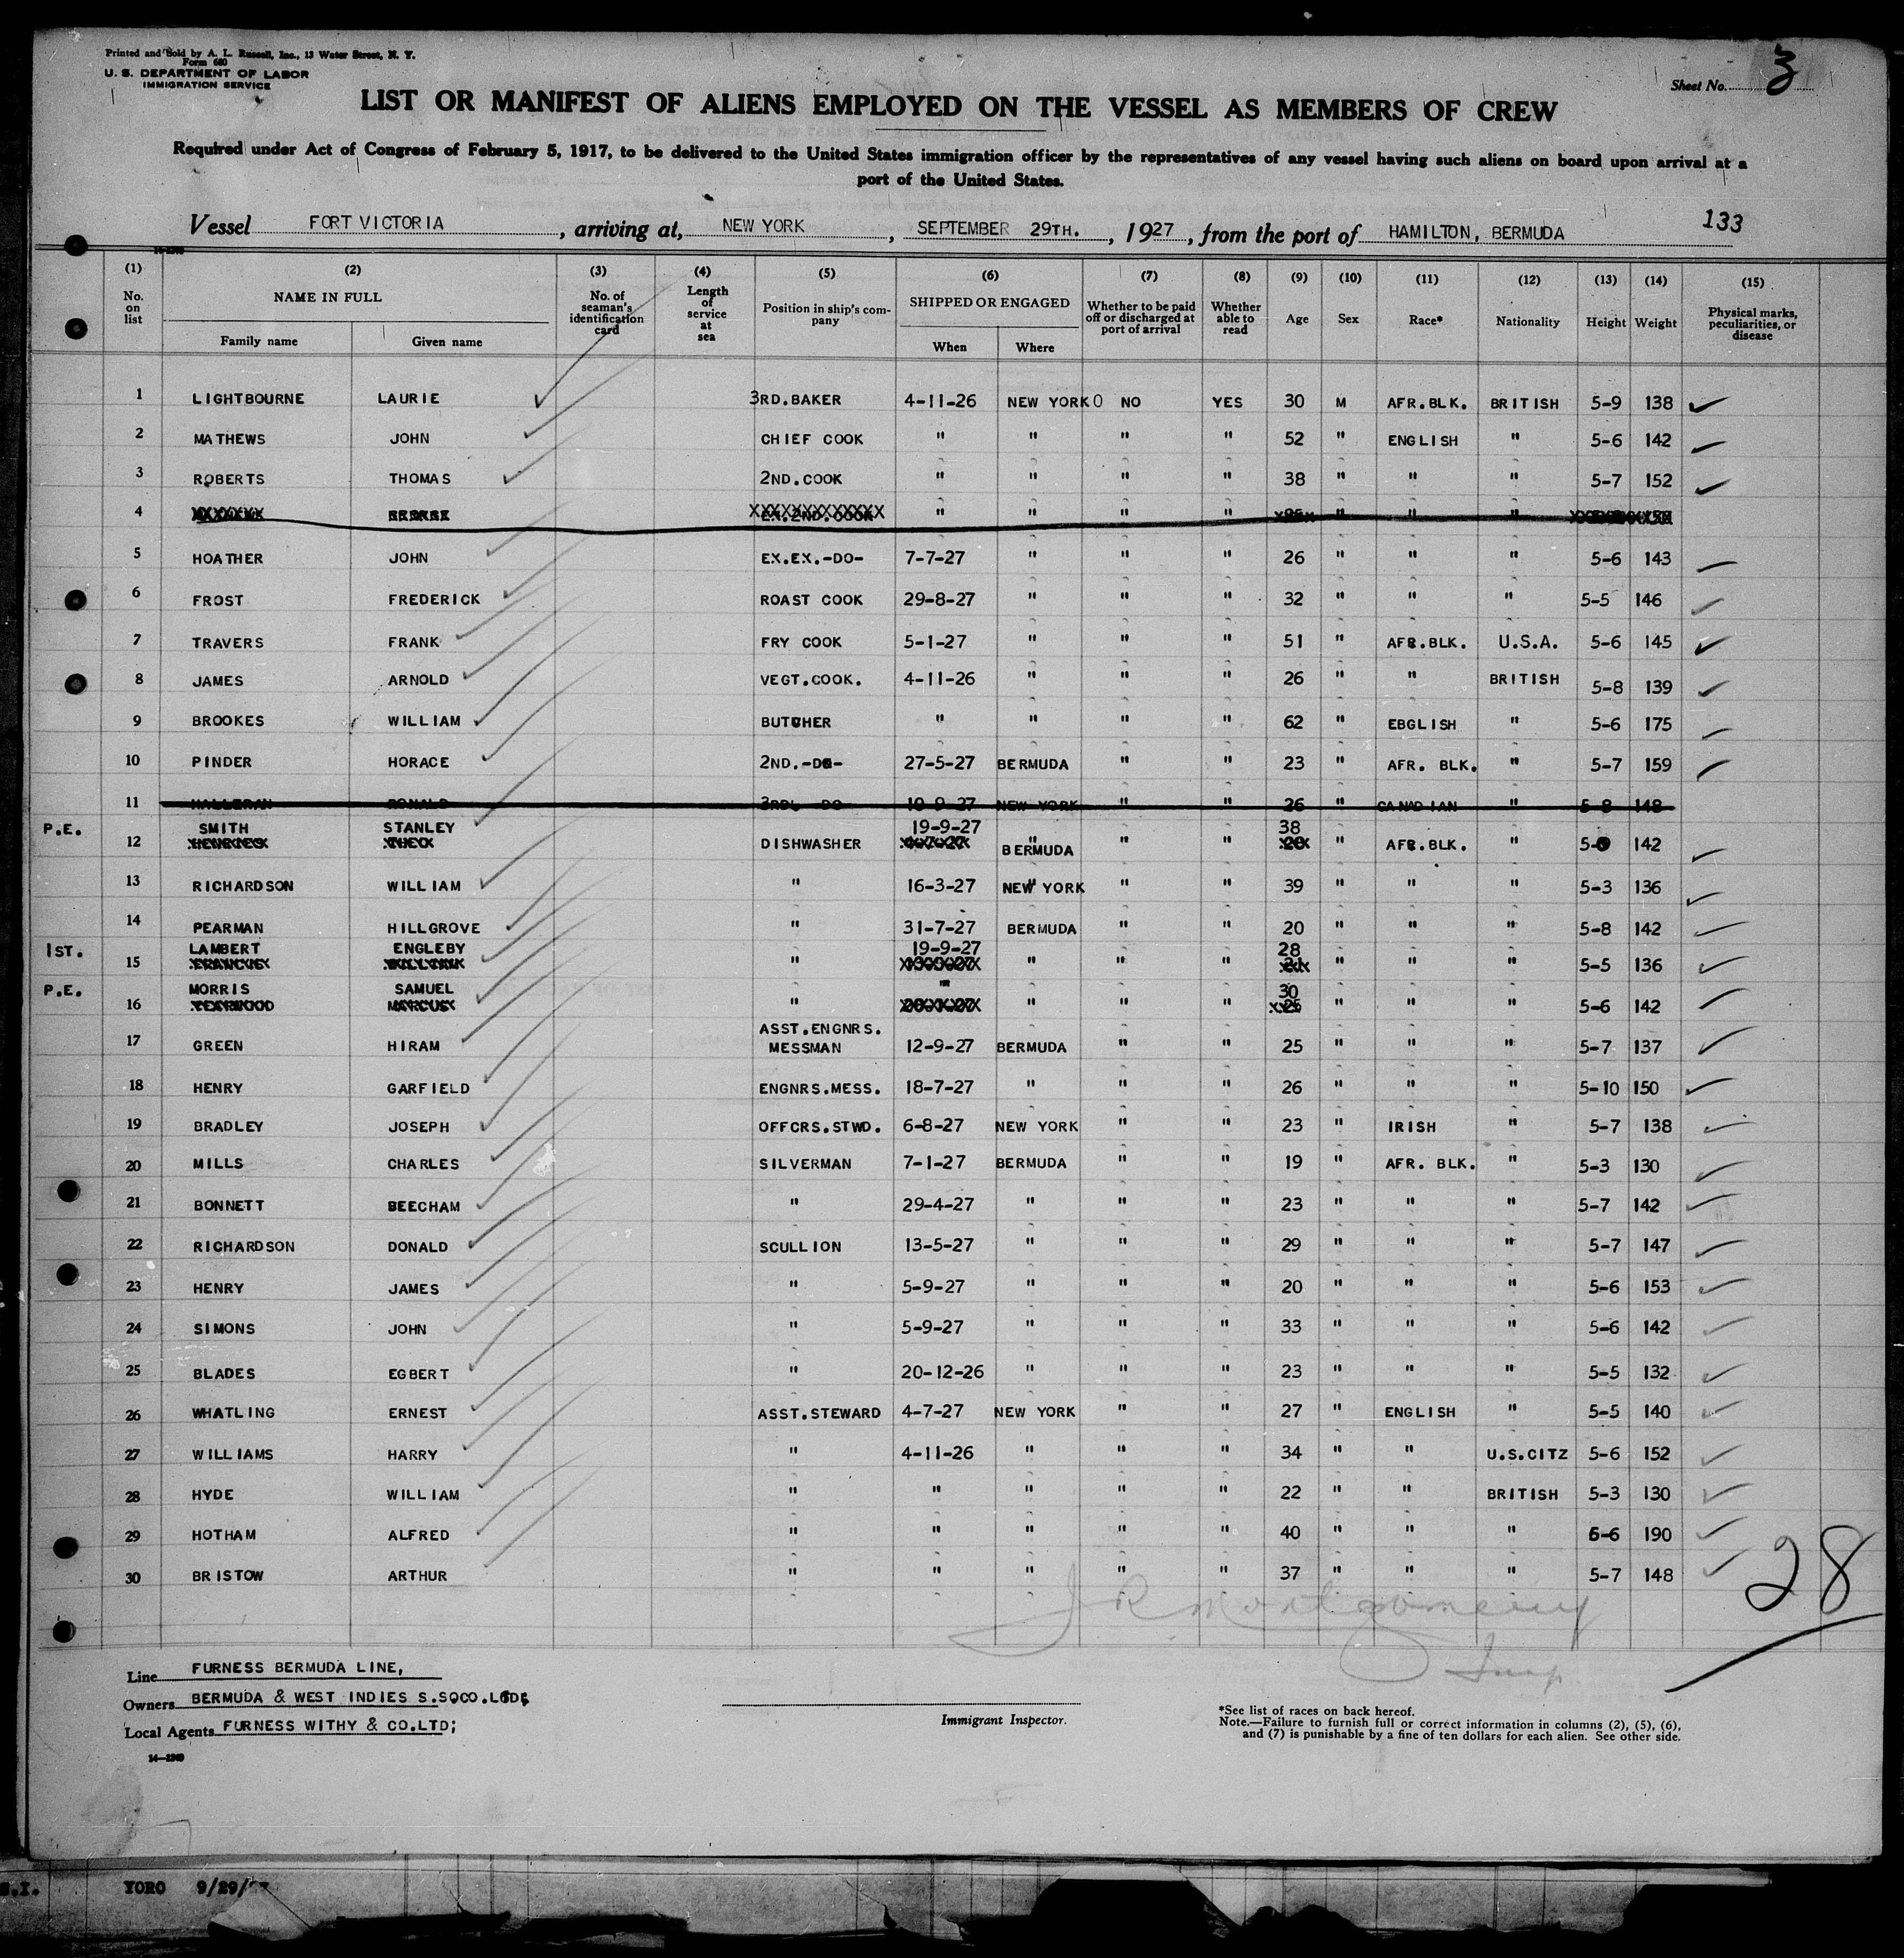 Printed and Sold by A. L. Russell, Inc., 13 Water Street, N. Y.
Form 680
U. S. DEPARTMENT OF LABOR
IMMIGRATION SERVICE
Sheet No. 3
LIST OR MANIFEST OF ALIENS EMPLOYED ON THE VESSEL AS MEMBERS OF CREW
Required under Act of Congress of February 5, 1917, to be delivered to the United States immigration officer by the representatives of any vessel having such aliens on board upon arrival at a
port of the United States.
Vessel FORT VICTORIA, arriving at, NEW YORK, SEPTEMBER 29TH., 1927, from the port of HAMILTON, BERMUDA 133
(1) (2) (3) (4) (5) (6) (7) (8) (9) (10) (11) (12) (13) (14) (15)
No. on list NAME IN FULL Family name Given name No. of seaman's identification card Length of service at sea Position in ship's company SHIPPED OR ENGAGED When Where Whether to be paid off or discharged at port of arrival Whether able to read Age Sex Race* Nationality Height Weight Physical marks, peculiarities, or disease
1 LIGHTBOURNE LAURIE 3RD.BAKER 4-11-26 NEW YORK0 NO YES 30 M AFR.BLK. BRITISH 5-9 138
2 MATHEWS JOHN CHIEF COOK " " " " 52 " ENGLISH " 5-6 142
3 ROBERTS THOMAS 2ND.COOK " " " " 38 " " " 5-7 152
4 GEORGE EX.2ND.COOK " " " " " " "
5 HOATHER JOHN EX.EX.-DO- 7-7-27 " " " 26 " " " 5-6 143
6 FROST FREDERICK ROAST COOK 29-8-27 " " " 32 " " " 5-5 146
7 TRAVERS FRANK FRY COOK 5-1-27 " " " 51 " AFR.BLK. U.S.A. 5-6 145
8 JAMES ARNOLD VEGT.COOK. 4-11-26 " " " 26 " " BRITISH 5-8 139
9 BROOKES WILLIAM BUTCHER " " " " 62 " EBGLISH " 5-6 175
10 PINDER HORACE 2ND.-DO- 27-5-27 BERMUDA " " 23 " AFR. BLK. " 5-7 159
11 HALLERAN RONALD 3RD. DO 10-9-27 NEW YORK " " 26 " CANADIAN " 5-8 148
P.E. SMITH STANLEY 19-9-27 38
12 DISHWASHER BERMUDA " " " AFR.BLK. " 5- 142
13 RICHARDSON WILLIAM " 16-3-27 NEW YORK " " 39 " " " 5-3 136
14 PEARMAN HILLGROVE " 31-7-27 BERMUDA " " 20 " " " 5-8 142
1ST. LAMBERT ENGLEBY 19-9-27 28
15 FRANCIS WILLIAM " " " " " " " 5-5 136
P.E. MORRIS SAMUEL " 30
16 YEARWOOD MARCUS " " " " " " " 5-6 142
17 GREEN HIRAM ASST.ENGNRS. MESSMAN 12-9-27 BERMUDA " " 25 " " " 5-7 137
18 HENRY GARFIELD ENGNRS.MESS. 18-7-27 " " " 26 " " " 5-10 150
19 BRADLEY JOSEPH OFFCRS.STWD. 6-8-27 NEW YORK " " 23 " IRISH " 5-7 138
20 MILLS CHARLES SILVERMAN 7-1-27 BERMUDA " " 19 " AFR. BLK. " 5-3 130
21 BONNETT BEECHAM " 29-4-27 " " " 23 " " " 5-7 142
22 RICHARDSON DONALD SCULLION 13-5-27 " " " 29 " " " 5-7 147
23 HENRY JAMES " 5-9-27 " " " 20 " " " 5-6 153
24 SIMONS JOHN " 5-9-27 " " " 33 " " " 5-6 142
25 BLADES EGBERT " 20-12-26 " " " 23 " " " 5-5 132
26 WHATLING ERNEST ASST.STEWARD 4-7-27 NEW YORK " " 27 " ENGLISH " 5-5 140
27 WILLIAMS HARRY " 4-11-26 " " " 34 " " U.S.CITZ 5-6 152
28 HYDE WILLIAM " " " " " 22 " " BRITISH 5-3 130
29 HOTHAM ALFRED " " " " " 40 " " " 6-6 190
30 BRISTOW ARTHUR " " " " " 37 " " " 5-7 148
28
J R Montgomery
Insp
Line FURNESS BERMUDA LINE,
Owners BERMUDA & WEST INDIES S.SOCO.LTD;
Local Agents FURNESS WITHY & CO.LTD;
Immigrant Inspector.
*See list of races on back hereof.
Note.—Failure to furnish full or correct information in columns (2), (5), (6),
and (7) is punishable by a fine of ten dollars for each alien. See other side.
14—1240
YORO 9/29/